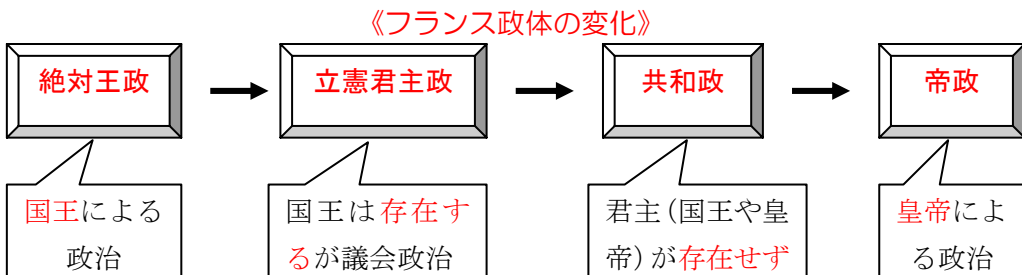 《フランス政体の変化》
絶対王政
立憲君主政
共和政
帝政
国王による
政治
国王は存在す
るが議会政治
君主(国王や皇
帝)が存在せず
皇帝によ
る政治